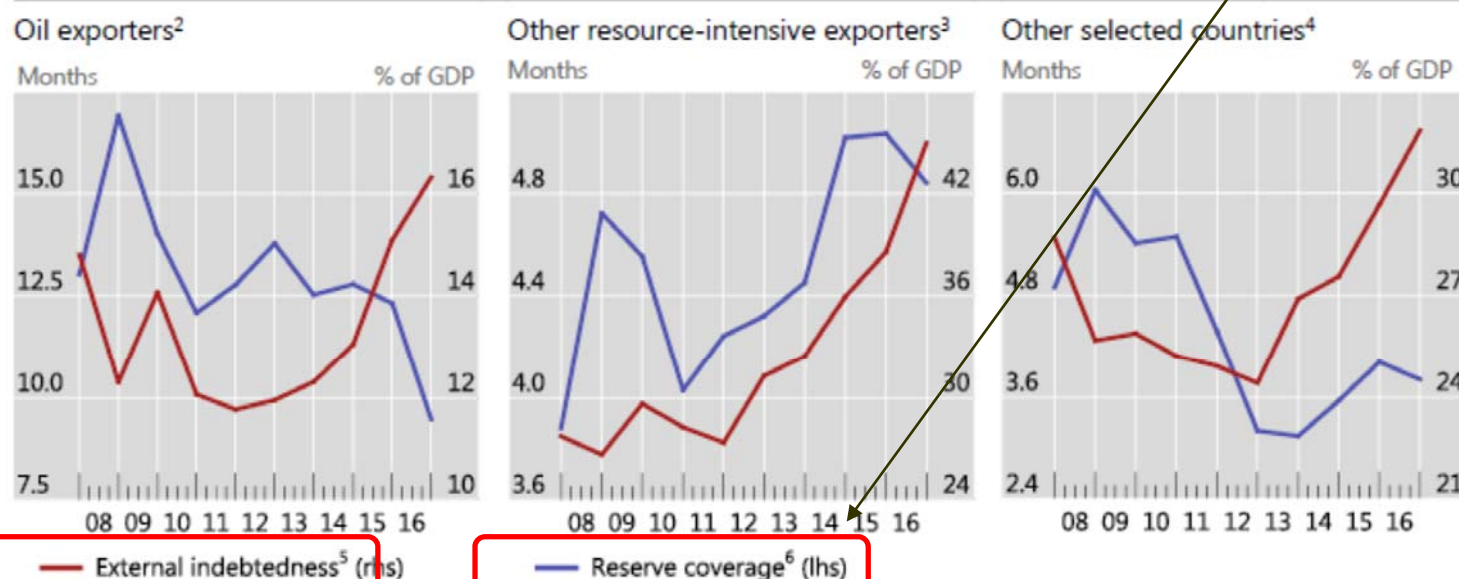 Oil exporters²
Months % of GDP
15.0 16
12.5 14
10.0 12
7.5 10
08 09 10 11 12 13 14 15 16
Other resource-intensive exporters³
Months % of GDP
4.8 42
4.4 36
4.0 30
3.6 24
08 09 10 11 12 13 14 15 16
Other selected countries⁴
Months % of GDP
6.0 30
4.8 27
3.6 24
2.4 21
08 09 10 11 12 13 14 15 16
External indebtedness⁵ (rhs)
Reserve coverage⁶ (lhs)